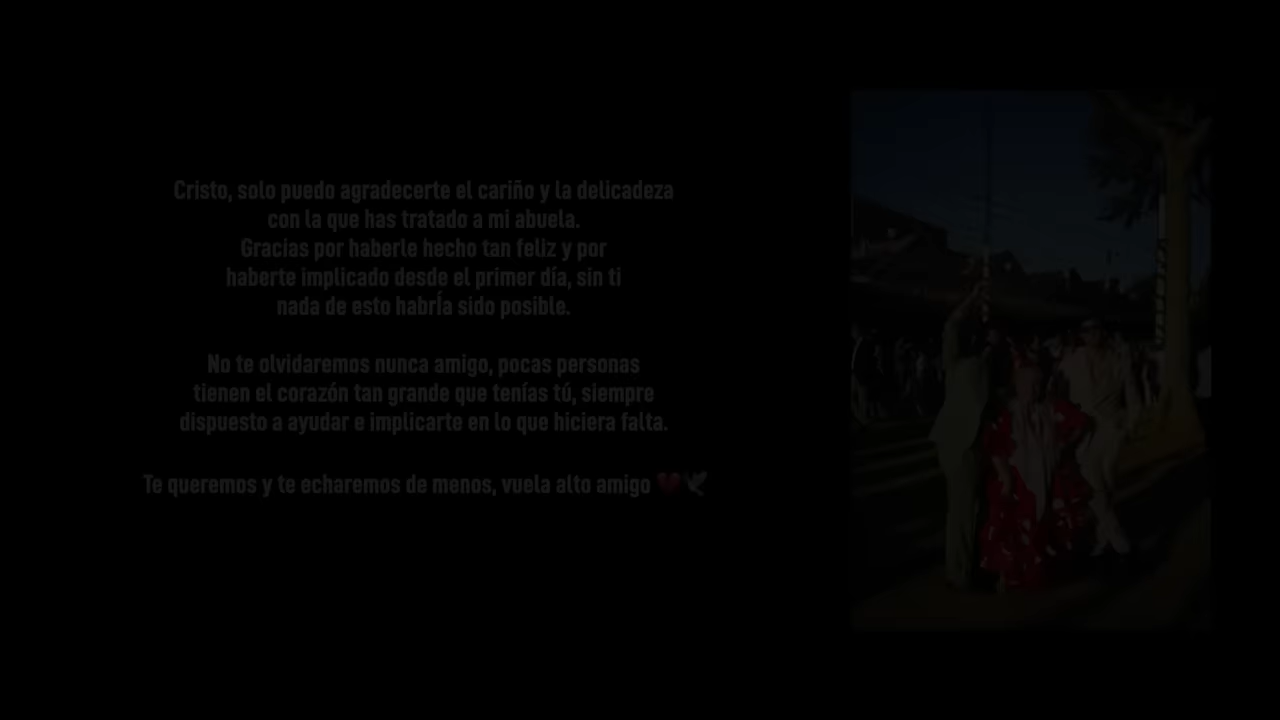 Cristo, solo puedo agradecerte el cariño y la delicadeza
con la que has tratado a mi abuela.
Gracias por haberle hecho tan feliz y por
haberte implicado desde el primer día, sin ti
nada de esto habrÍa sido posible.
No te olvidaremos nunca amigo, pocas personas
tienen el corazón tan grande que tenías tú, siempre
dispuesto a ayudar e implicarte en lo que hiciera falta.
Te queremos y te echaremos de menos, vuela alto amigo 💔🕊